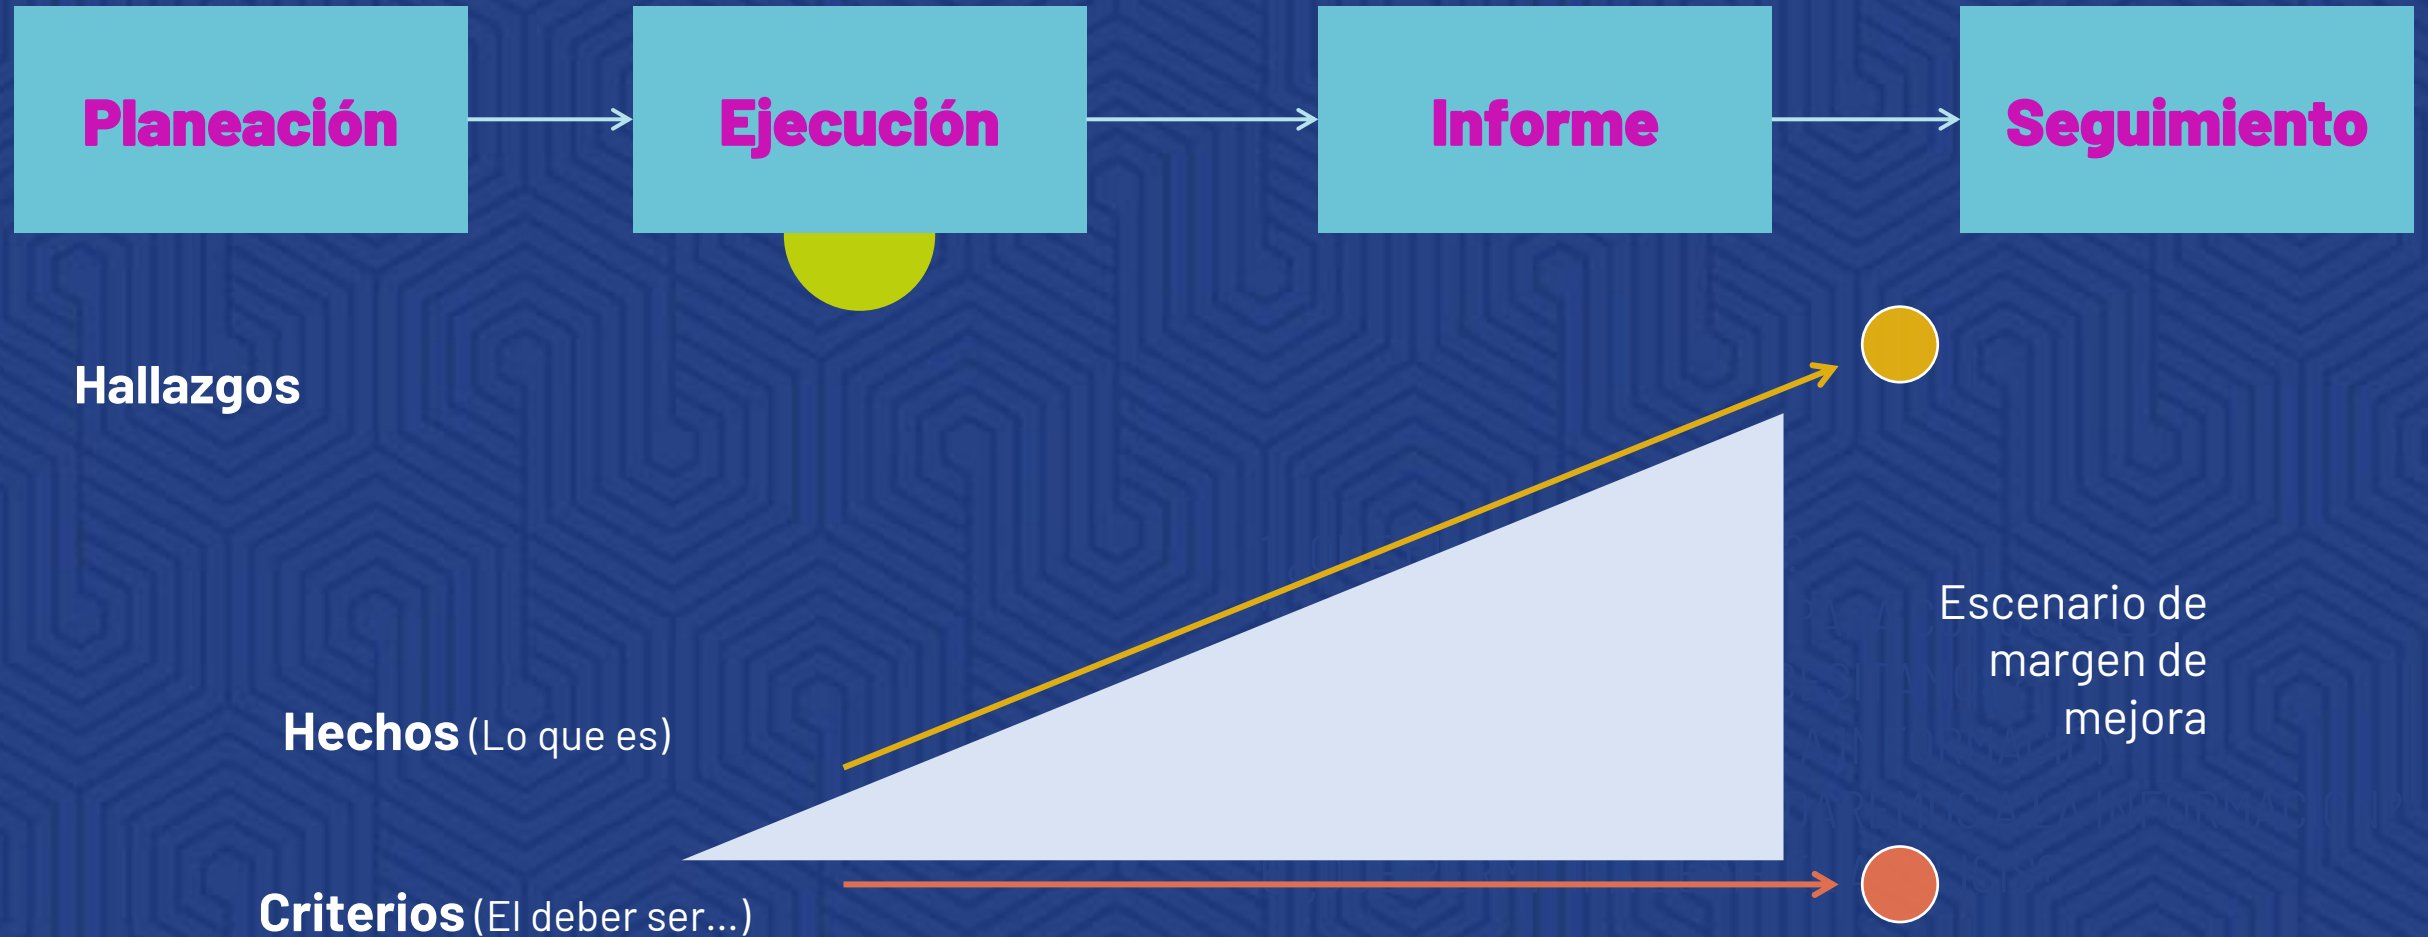 Planeación
Ejecución
Informe
Seguimiento
Hallazgos
Escenario de
margen de
mejora
Hechos (Lo que es)
Criterios (El deber ser...)